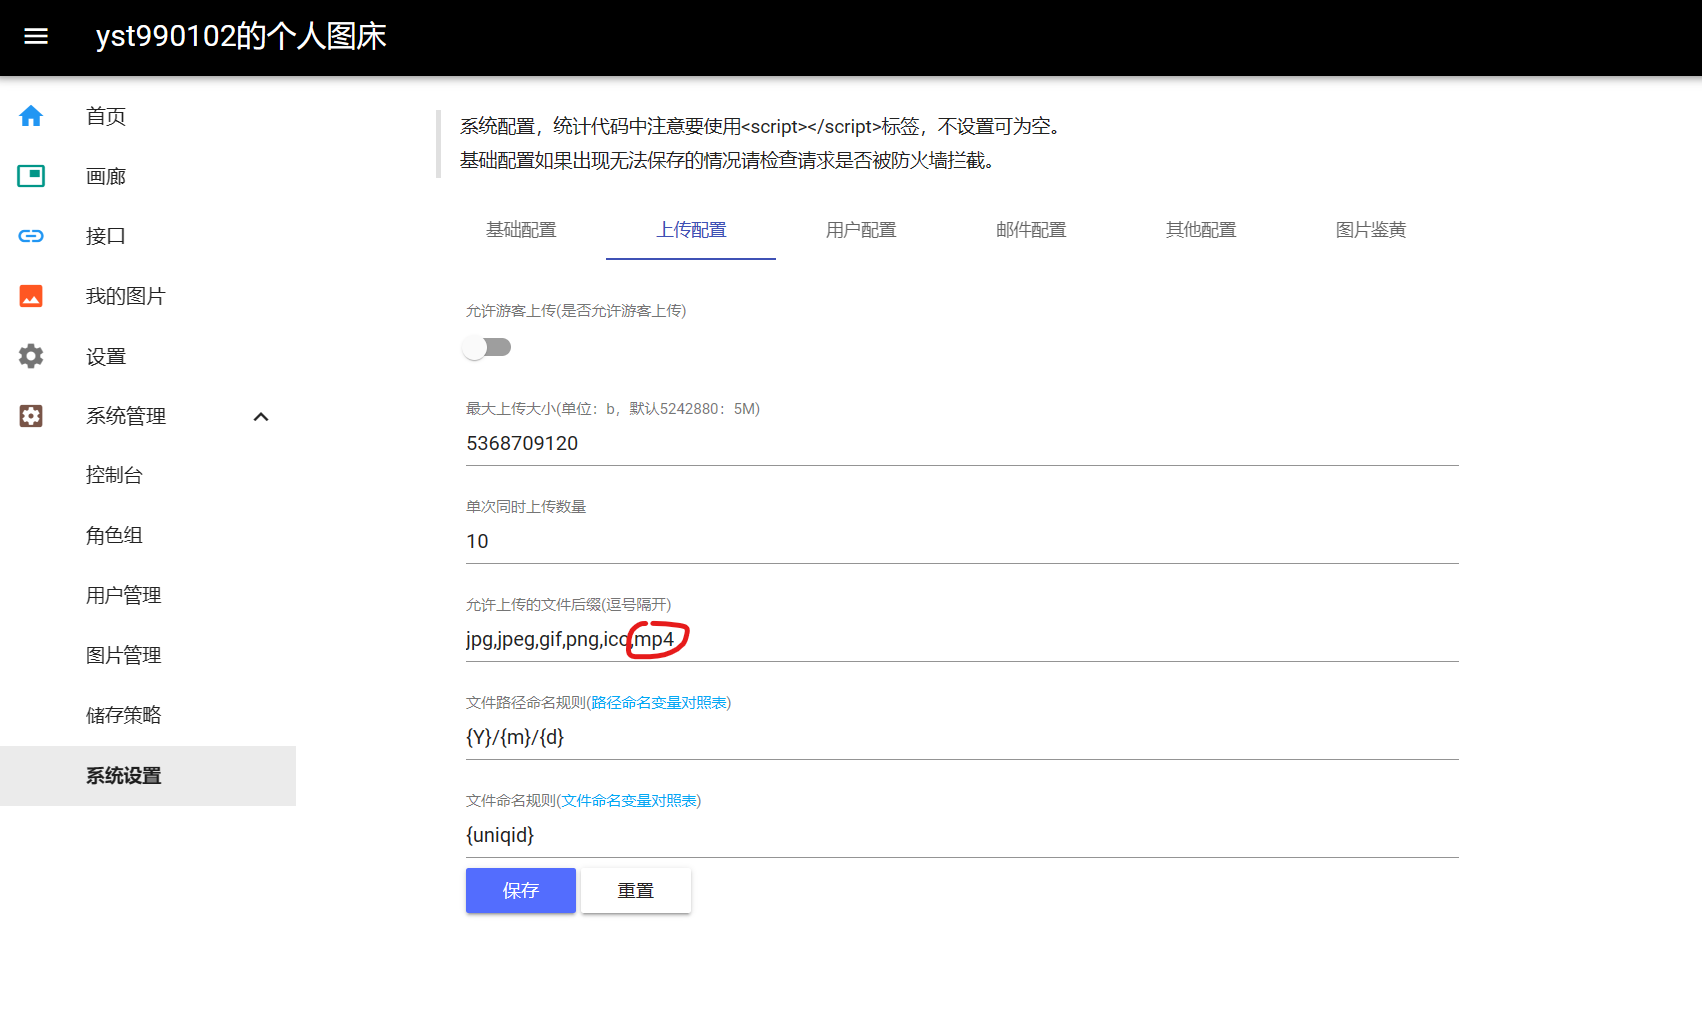 yst990102的个人图床
首页
画廊
接口
我的图片
设置
系统管理
控制台
角色组
用户管理
图片管理
储存策略
系统设置
系统配置，统计代码中注意要使用<script></script>标签，不设置可为空。
基础配置如果出现无法保存的情况请检查请求是否被防火墙拦截。
基础配置
上传配置
用户配置
邮件配置
其他配置
图片鉴黄
允许游客上传(是否允许游客上传)
最大上传大小(单位：b，默认5242880：5M)
5368709120
单次同时上传数量
10
允许上传的文件后缀(逗号隔开)
jpg,jpeg,gif,png,ico,mp4
文件路径命名规则(路径命名变量对照表)
{Y}/{m}/{d}
文件命名规则(文件命名变量对照表)
{uniqid}
保存
重置